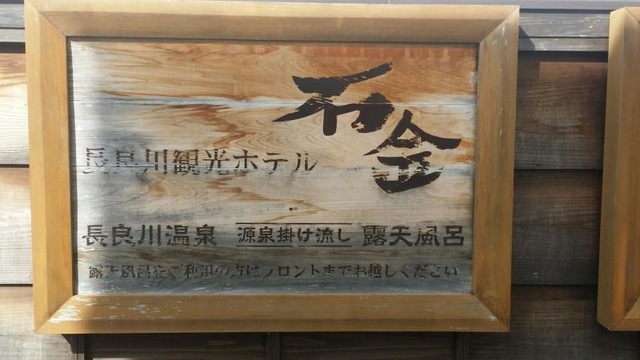 石金
長良川観光ホテル
長良川温泉 源泉掛け流し 露天風呂
露天風呂をご利用の方はフロントまでお越しください